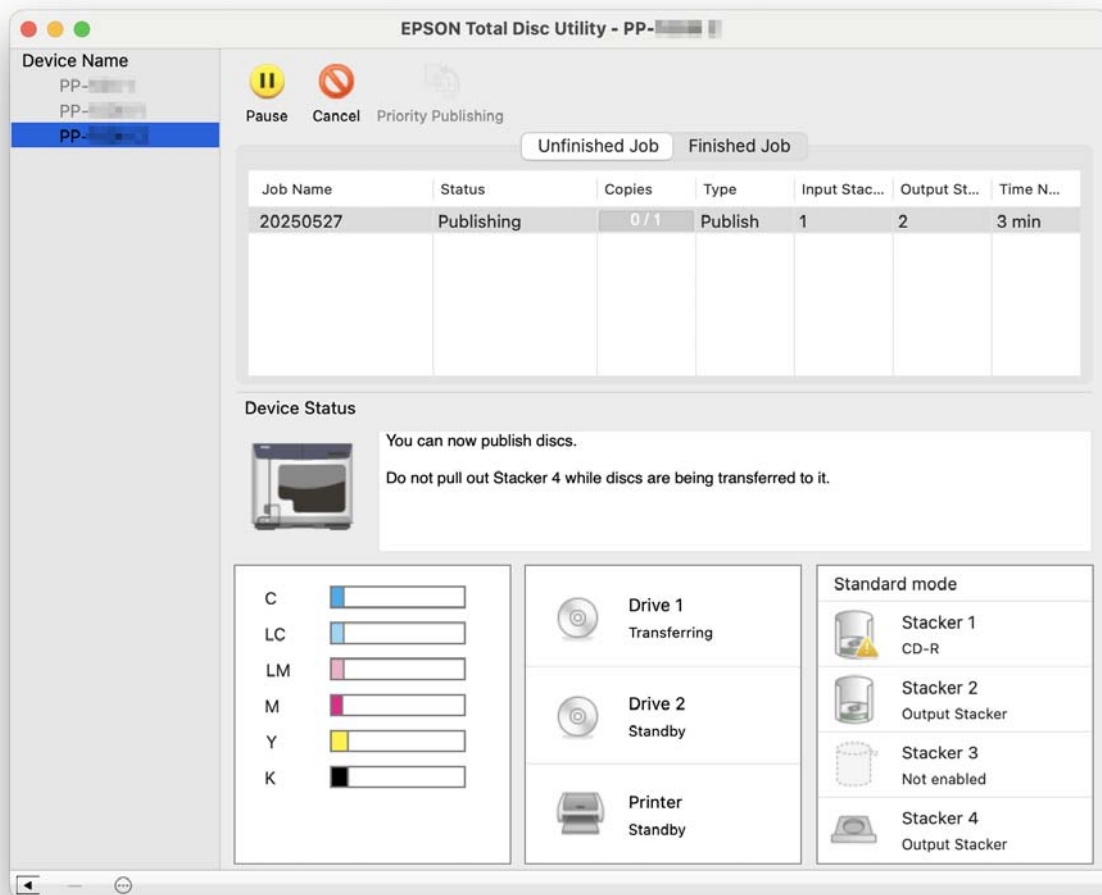 EPSON Total Disc Utility - PP-
Device Name
PP-
PP-
PP-
Pause Cancel Priority Publishing
Unfinished Job Finished Job
Job Name Status Copies Type Input Stac... Output St... Time N...
20250527 Publishing 0 / 1 Publish 1 2 3 min
Device Status
You can now publish discs.
Do not pull out Stacker 4 while discs are being transferred to it.
C
LC
LM
M
Y
K
Drive 1
Transferring
Drive 2
Standby
Printer
Standby
Standard mode
Stacker 1
CD-R
Stacker 2
Output Stacker
Stacker 3
Not enabled
Stacker 4
Output Stacker